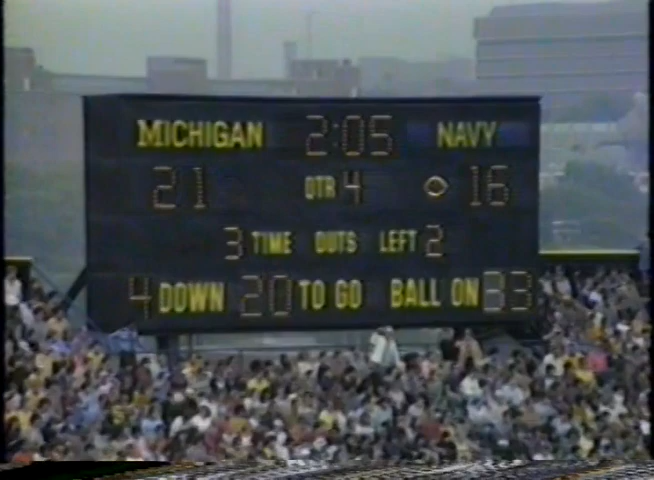 MICHIGAN 2:05 NAVY
21 QTR 4 16
3 TIME OUTS LEFT 2
4 DOWN 20 TO GO BALL ON 33